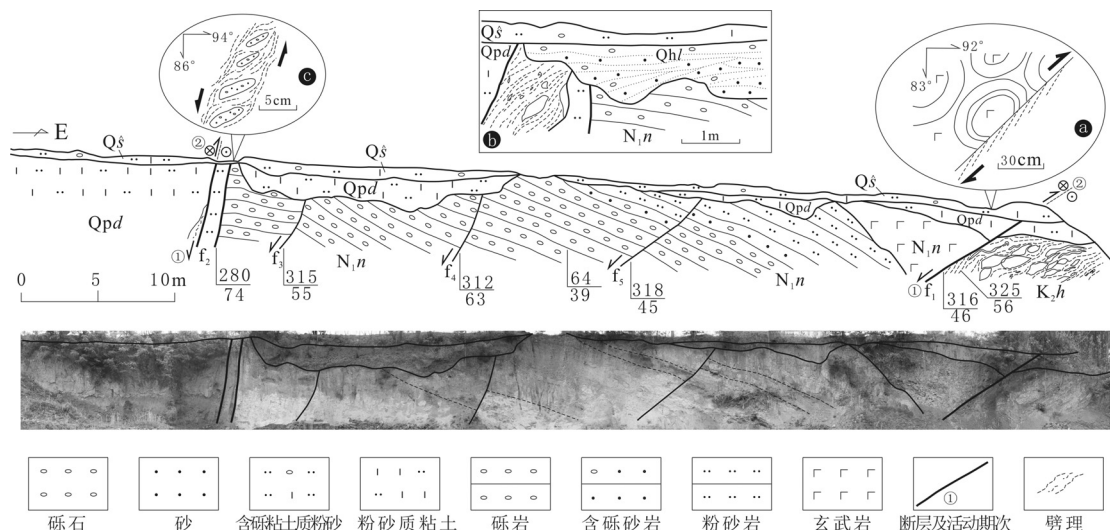 94°
86°
c
5cm
Qŝ
Qpd
Qhl
N₁n
1m
b
92°
83°
a
30cm
E
Qŝ
②
Qŝ
Qŝ
②
Qpd
Qpd
Qpd
N₁n
N₁n
N₁n
K₂h
① f₂
280
74
f₃
315
55
f₄
312
63
64
39
f₅
318
45
① f₁
316
46
325
56
0 5 10m
砾石 砂 含砾粘土质粉砂 粉砂质粘土 砾岩 含砾砂岩 粉砂岩 玄武岩 断层及活动期次 劈理
①